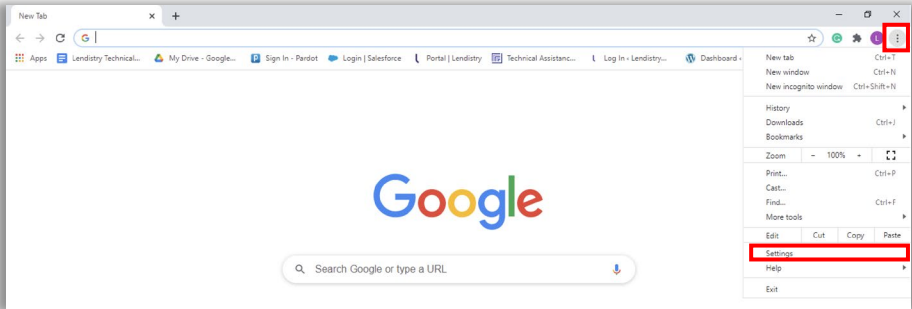 New Tab
G
L
Apps Lendistry Technical... My Drive - Google... Sign In - Pardot Login | Salesforce Portal | Lendistry Technical Assistanc... Log In ‹ Lendistry... Dashboard ‹
New tab Ctrl+T
New window Ctrl+N
New incognito window Ctrl+Shift+N
History
Downloads Ctrl+J
Bookmarks
Zoom - 100% +
Print... Ctrl+P
Cast...
Find... Ctrl+F
More tools
Edit Cut Copy Paste
Settings
Help
Exit
Google
Search Google or type a URL